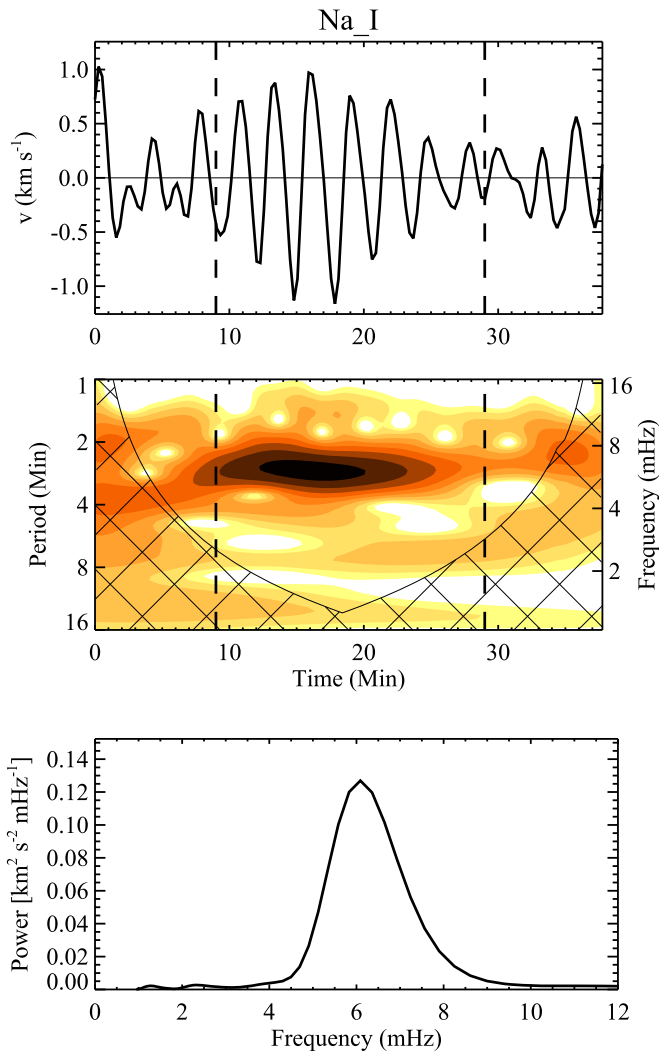 Na_I
1.0
0.5
0.0
-0.5
-1.0
v (km s⁻¹)
0 10 20 30
1
2
4
8
16
Period (Min)
16
8
4
2
Frequency (mHz)
0 10 20 30
Time (Min)
0.14
0.12
0.10
0.08
0.06
0.04
0.02
0.00
Power [km² s⁻² mHz⁻¹]
0 2 4 6 8 10 12
Frequency (mHz)